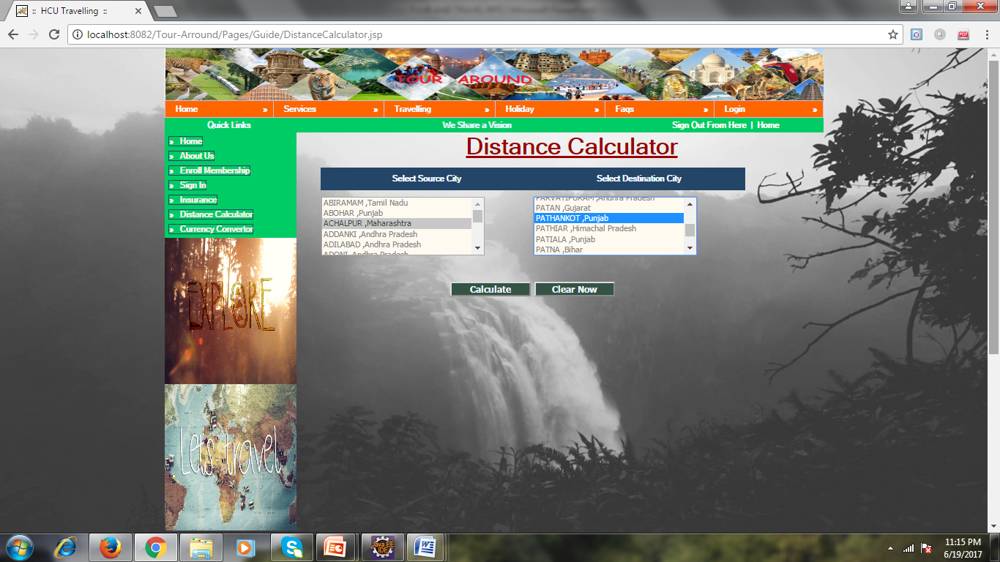 :: HCU Travelling ::
localhost:8082/Tour-Arround/Pages/Guide/DistanceCalculator.jsp
PDF
TOUR AROUND
Home » Services » Travelling » Holiday » Faqs » Login »
Quick Links We Share a Vision Sign Out From Here | Home
» Home
» About Us
» Enroll Membership
» Sign In
» Insurance
» Distance Calculator
» Currency Convertor
Distance Calculator
Select Source City Select Destination City
ABIRAMAM ,Tamil Nadu
ABOHAR ,Punjab
ACHALPUR ,Maharashtra
ADDANKI ,Andhra Pradesh
ADILABAD ,Andhra Pradesh
ADONI ,Andhra Pradesh
PARVATIPURAM ,Andhra Pradesh
PATAN ,Gujarat
PATHANKOT ,Punjab
PATHIAR ,Himachal Pradesh
PATIALA ,Punjab
PATNA ,Bihar
Calculate Clear Now
EXPLORE
Lets travel
Java EE
IDE
11:15 PM
6/19/2017